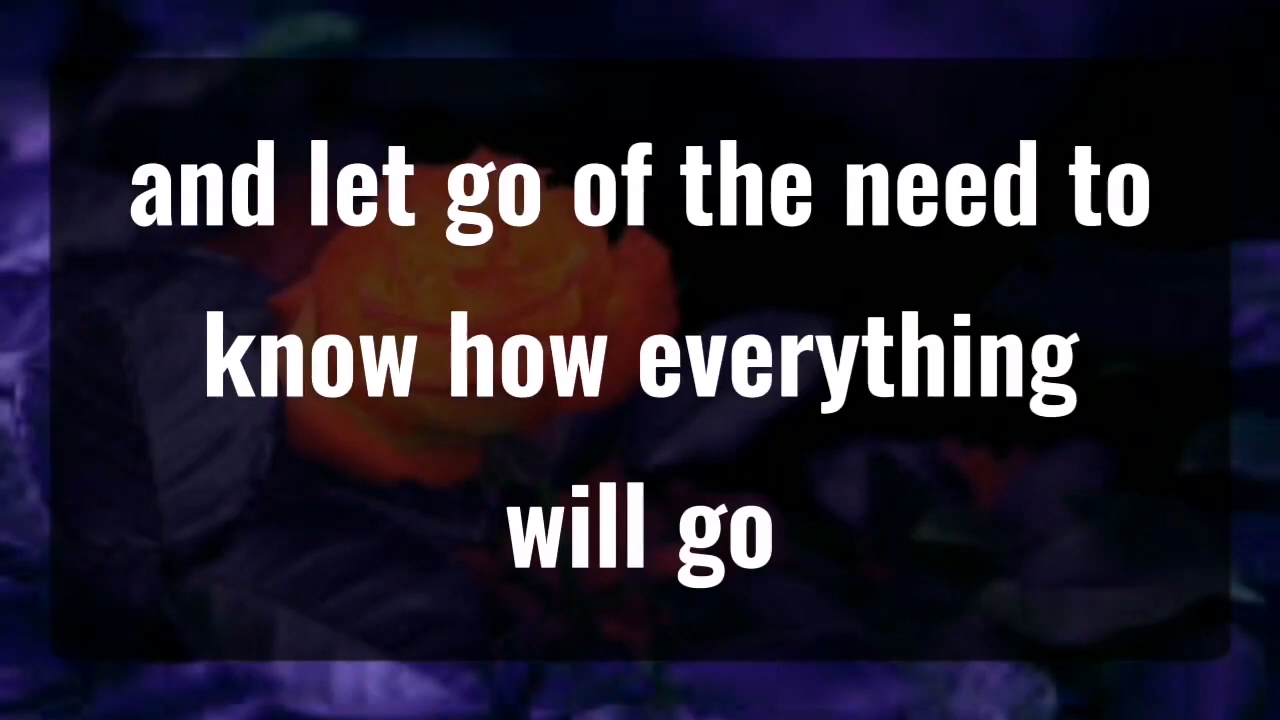 and let go of the need to
know how everything
will go